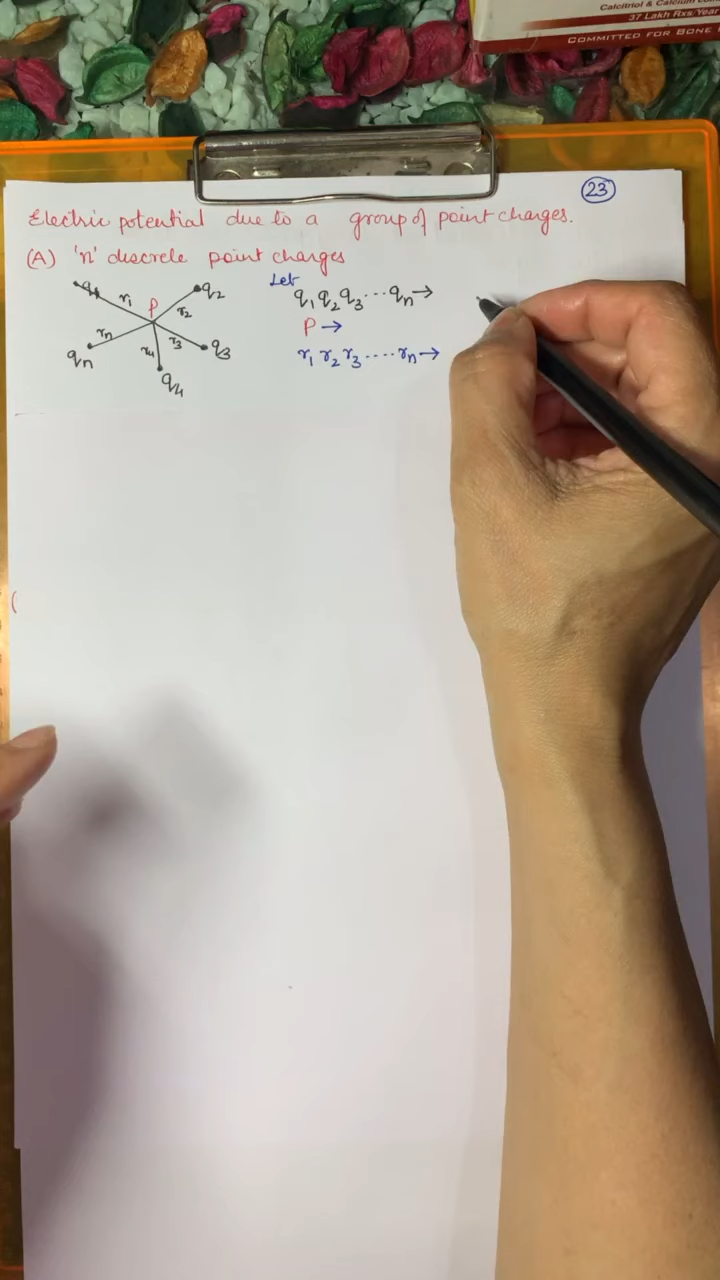 Calcitriol & Calcium
37 Lakh Rxs/Year
COMMITTED FOR BONE
23
Electric potential due to a group of point charges.
(A) 'n' discrete point charges
Let
q₁ q₂ q₃ ... qₙ →
P →
r₁ r₂ r₃ .... rₙ →
q₁
r₁
P
q₂
r₂
rₙ
r₄
r₃
qₙ
q₃
q₄
(